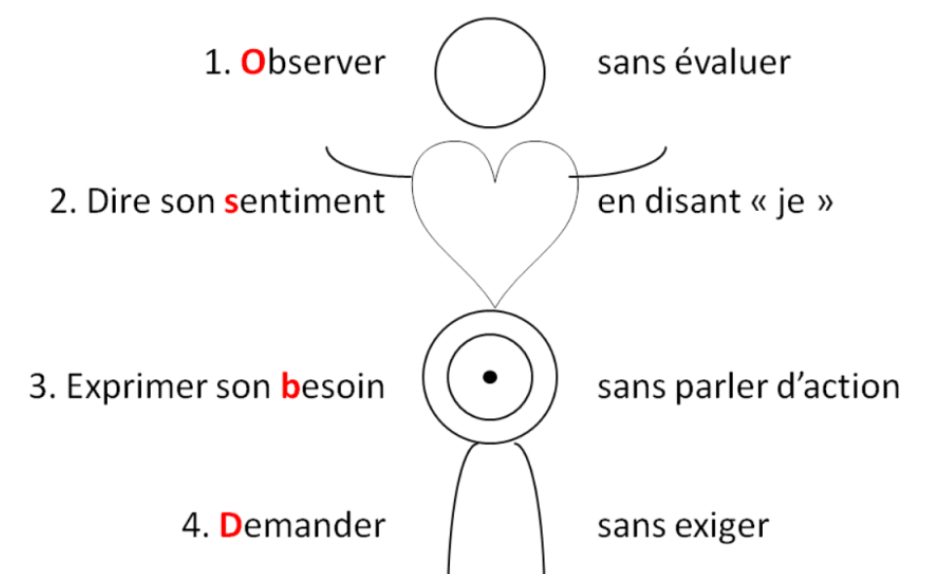 1. Observer sans évaluer
2. Dire son sentiment en disant « je »
3. Exprimer son besoin sans parler d’action
4. Demander sans exiger